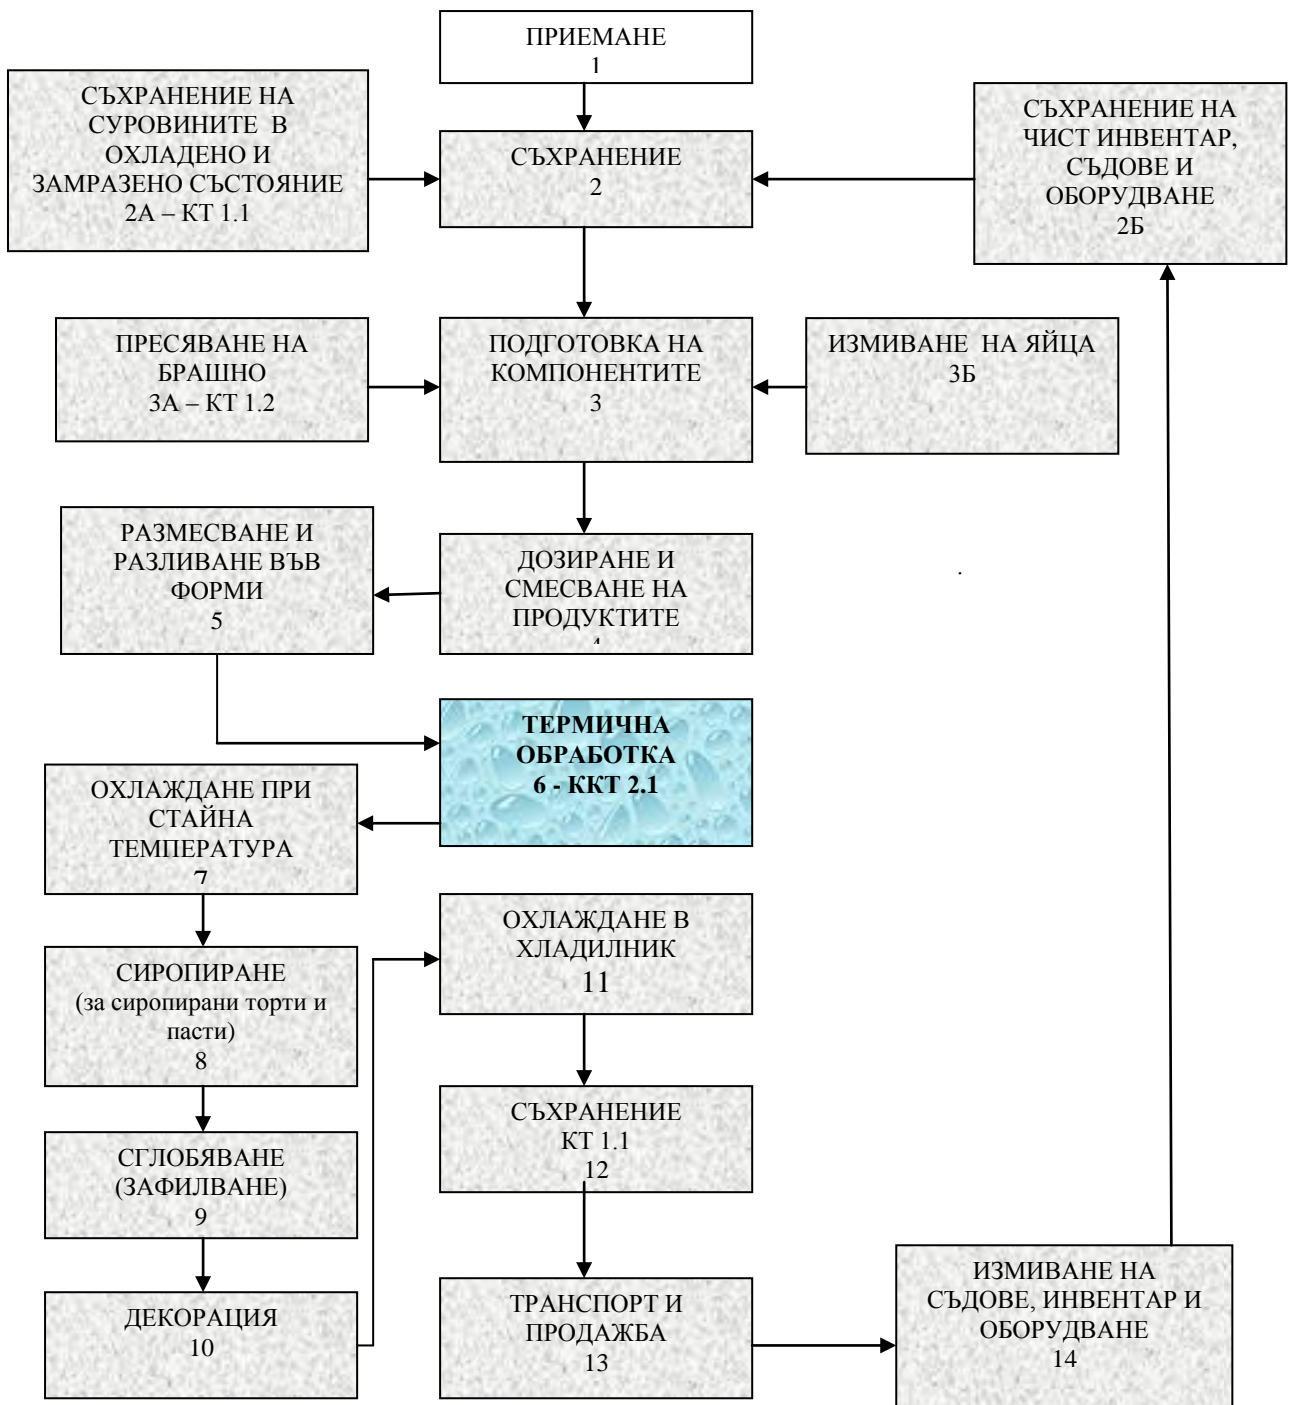 ПРИЕМАНЕ
1
СЪХРАНЕНИЕ НА
СУРОВИНИТЕ В
ОХЛАДЕНО И
ЗАМРАЗЕНО СЪСТОЯНИЕ
2А – КТ 1.1
СЪХРАНЕНИЕ
2
СЪХРАНЕНИЕ НА
ЧИСТ ИНВЕНТАР,
СЪДОВЕ И
ОБОРУДВАНЕ
2Б
ПРЕСЯВАНЕ НА
БРАШНО
3А – КТ 1.2
ПОДГОТОВКА НА
КОМПОНЕНТИТЕ
3
ИЗМИВАНЕ НА ЯЙЦА
3Б
РАЗМЕСВАНЕ И
РАЗЛИВАНЕ ВЪВ
ФОРМИ
5
ДОЗИРАНЕ И
СМЕСВАНЕ НА
ПРОДУКТИТЕ
4
.
ТЕРМИЧНА
ОБРАБОТКА
6 - ККТ 2.1
ОХЛАЖДАНЕ ПРИ
СТАЙНА
ТЕМПЕРАТУРА
7
СИРОПИРАНЕ
(за сиропирани торти и
пасти)
8
СГЛОБЯВАНЕ
(ЗАФИЛВАНЕ)
9
ДЕКОРАЦИЯ
10
ОХЛАЖДАНЕ В
ХЛАДИЛНИК
11
СЪХРАНЕНИЕ
КТ 1.1
12
ТРАНСПОРТ И
ПРОДАЖБА
13
ИЗМИВАНЕ НА
СЪДОВЕ, ИНВЕНТАР И
ОБОРУДВАНЕ
14